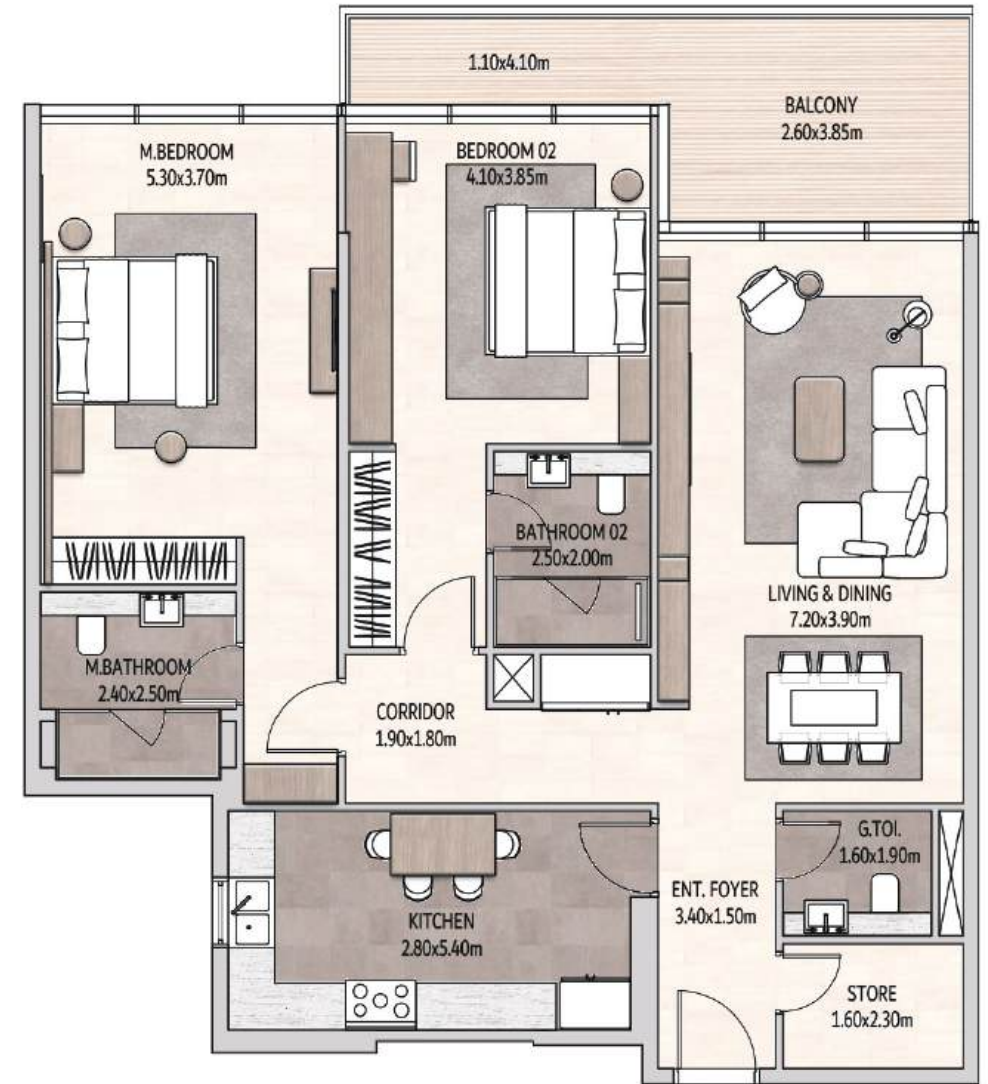 1.10x4.10m
BALCONY
2.60x3.85m
M.BEDROOM
5.30x3.70m
BEDROOM 02
4.10x3.85m
BATHROOM 02
2.50x2.00m
LIVING & DINING
7.20x3.90m
M.BATHROOM
2.40x2.50m
CORRIDOR
1.90x1.80m
G.TOI.
1.60x1.90m
ENT. FOYER
3.40x1.50m
KITCHEN
2.80x5.40m
STORE
1.60x2.30m